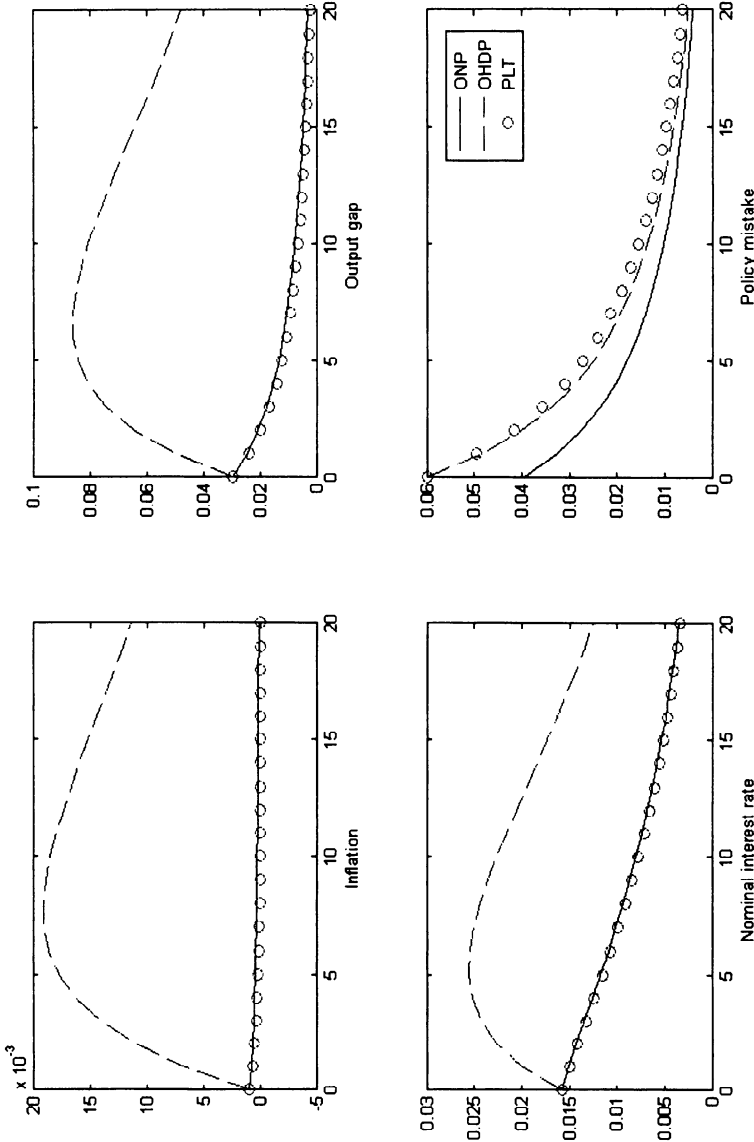 x 10⁻³
20
15
10
5
0
-5
0 5 10 15 20
Inflation
0.1
0.08
0.06
0.04
0.02
0
0 5 10 15 20
Output gap
0.03
0.025
0.02
0.015
0.01
0.005
0
0 5 10 15 20
Nominal interest rate
0.06
0.05
0.04
0.03
0.02
0.01
0
0 5 10 15 20
Policy mistake
ONP
OHDP
PLT